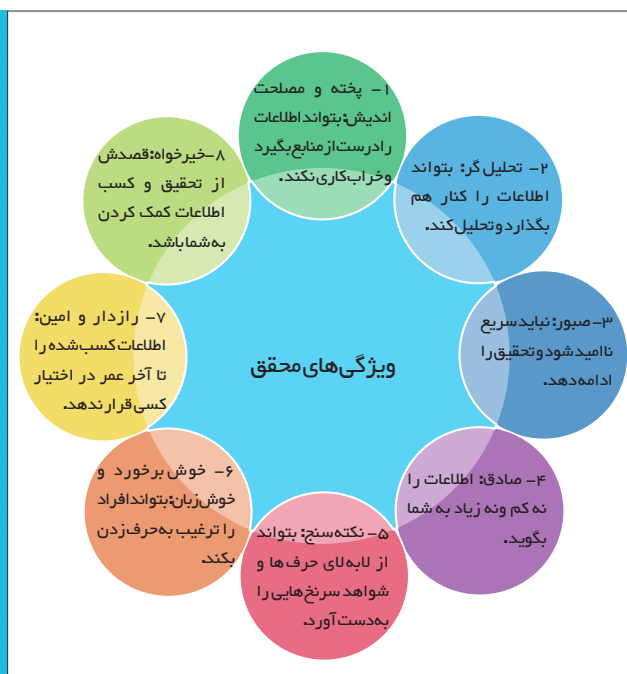 ۱- پخته و مصلحت
اندیش: بتواند اطلاعات
را درست از منابع بگیرد
و خراب کاری نکند.
۲- تحلیل گر: بتواند
اطلاعات را کنار هم
بگذارد و تحلیل کند.
۳- صبور: نباید سریع
ناامید شود و تحقیق را
ادامه دهد.
۴- صادق: اطلاعات را
نه کم ونه زیاد به شما
بگوید.
۵- نکته سنج: بتواند
از لابه لای حرف ها و
شواهد سرنخ هایی را
به دست آورد.
۶- خوش برخورد و
خوش زبان: بتواند افراد
را ترغیب به حرف زدن
بکند.
۷- رازدار و امین:
اطلاعات کسب شده را
تا آخر عمر در اختیار
کسی قرار ندهد.
۸- خیرخواه: قصدش
از تحقیق و کسب
اطلاعات کمک کردن
به شما باشد.
ویژگی های محقق